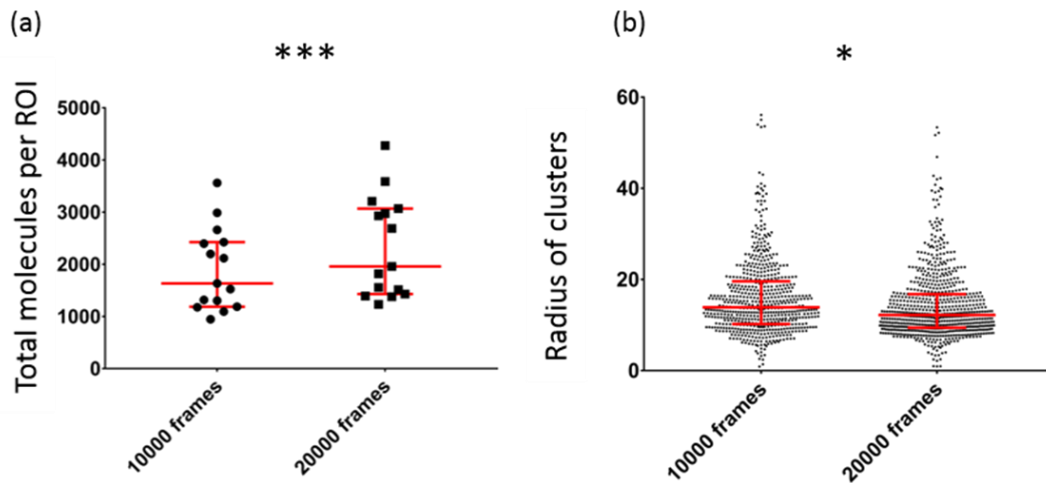 (a)
***
Total molecules per ROI
5000
4000
3000
2000
1000
0
10000 frames
20000 frames
(b)
*
Radius of clusters
60
40
20
0
10000 frames
20000 frames